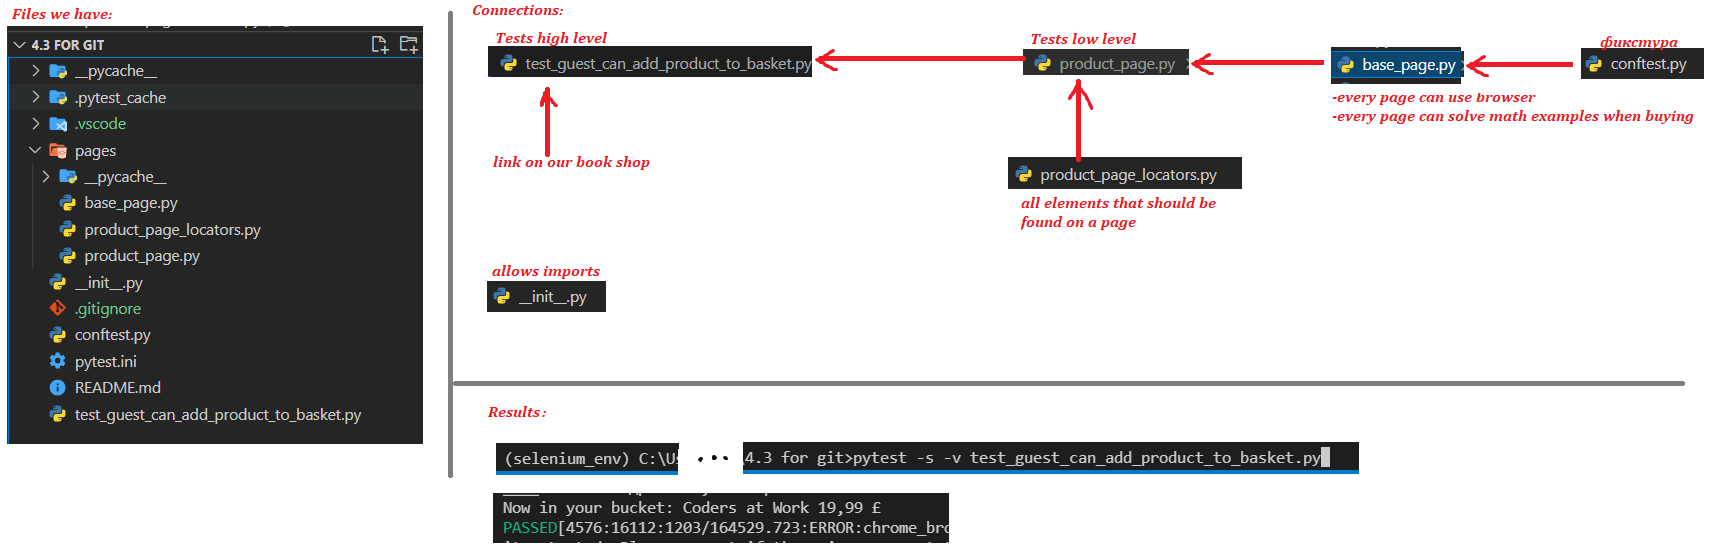 Files we have:
4.3 FOR GIT
__pycache__
.pytest_cache
.vscode
pages
__pycache__
base_page.py
product_page_locators.py
product_page.py
__init__.py
.gitignore
conftest.py
pytest.ini
README.md
test_guest_can_add_product_to_basket.py
Connections:
Tests high level
test_guest_can_add_product_to_basket.py
link on our book shop
Tests low level
product_page.py
product_page_locators.py
all elements that should be
found on a page
base_page.py
-every page can use browser
-every page can solve math examples when buying
фикстура
conftest.py
allows imports
__init__.py
Results:
(selenium_env) C:\Us ... 4.3 for git>pytest -s -v test_guest_can_add_product_to_basket.py
Now in your bucket: Coders at Work 19,99 £
PASSED[4576:16112:1203/164529.723:ERROR:chrome_bro